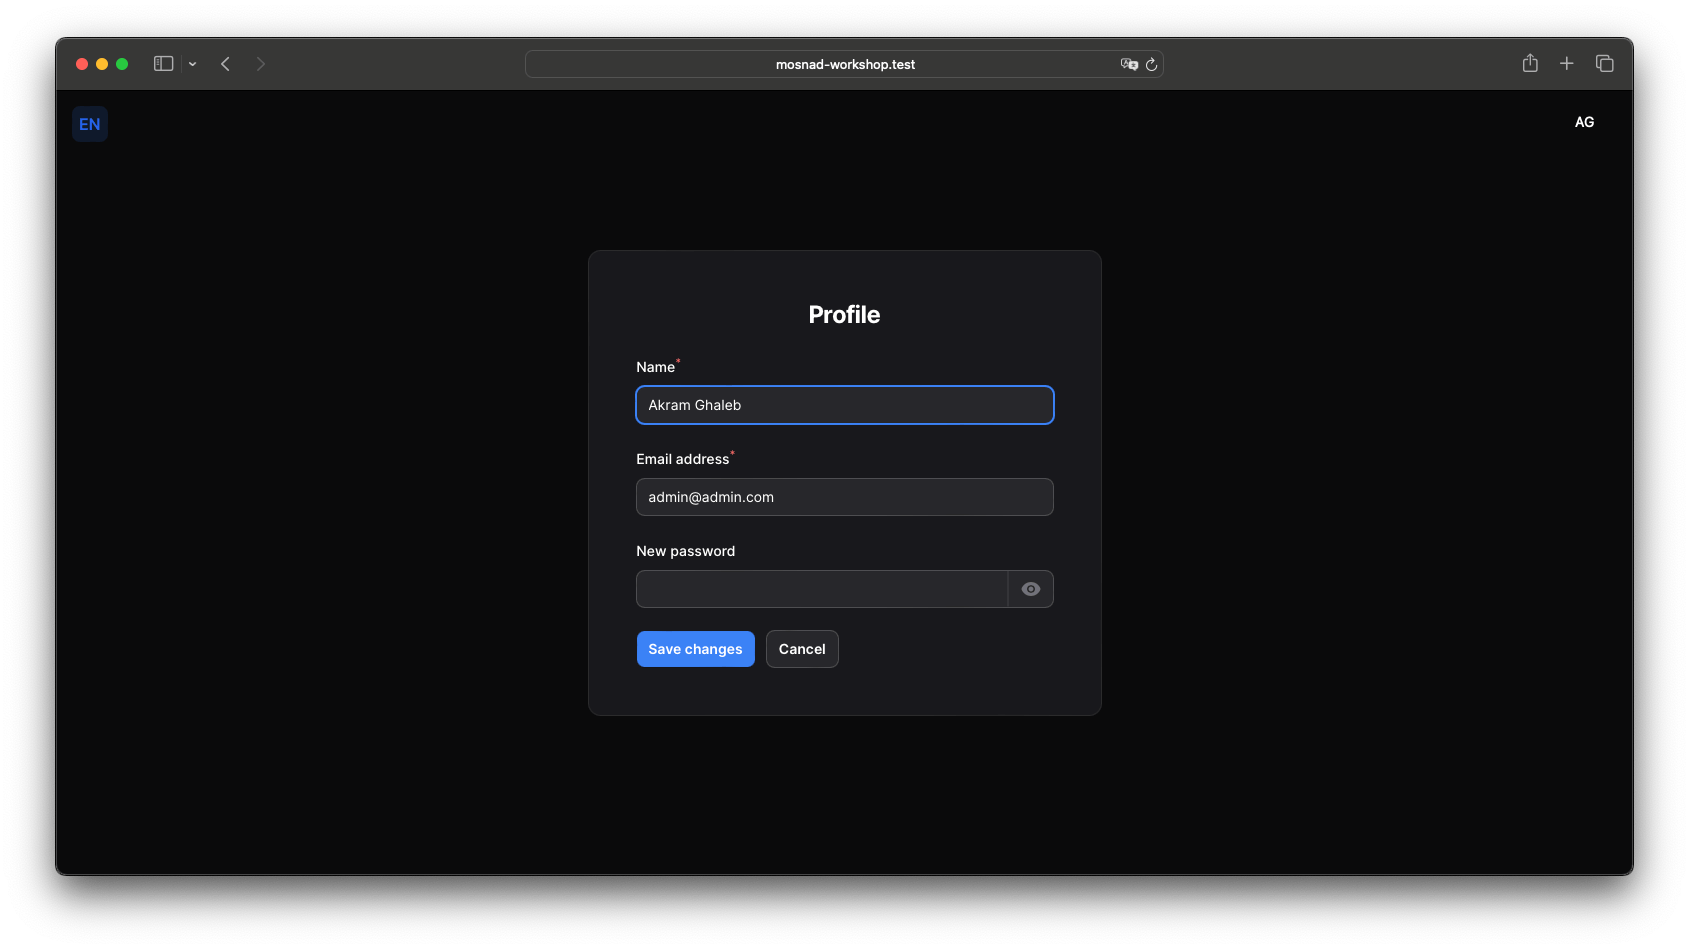 mosnad-workshop.test
EN
AG
Profile
Name*
Akram Ghaleb
Email address*
admin@admin.com
New password
Save changes
Cancel